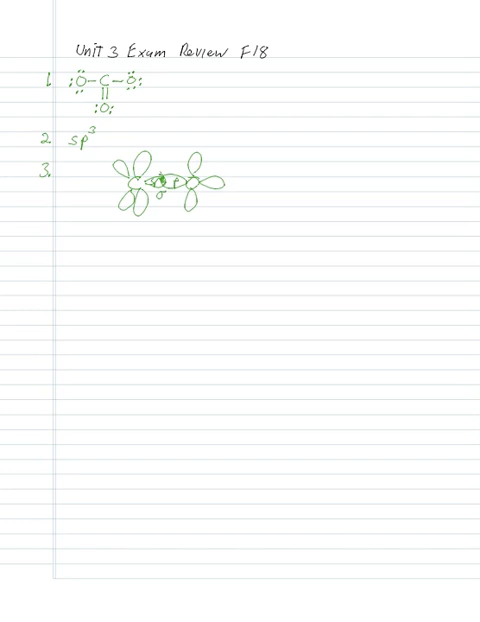 Unit 3 Exam Review F18
1. :Ö–C–Ö:
||
:O:
2. sp³
3.
C C
σ